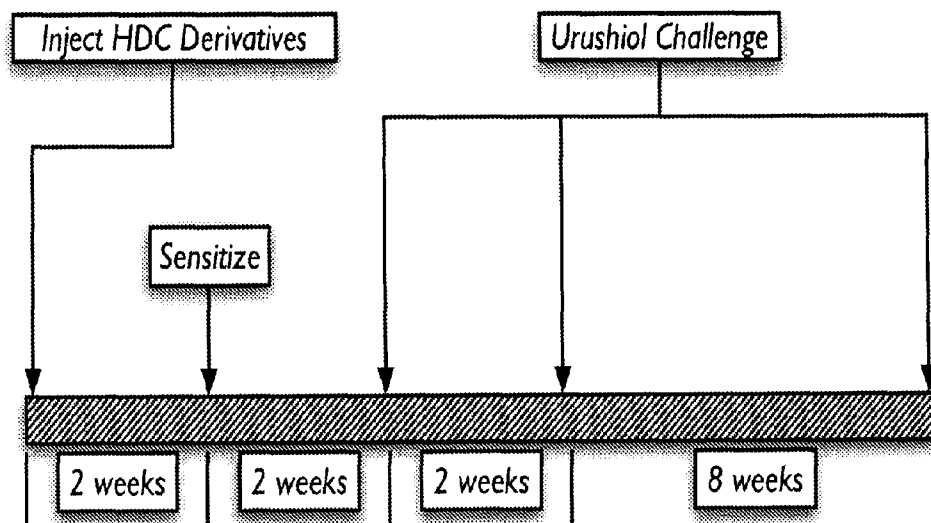 Inject HDC Derivatives
Urushiol Challenge
Sensitize
2 weeks
2 weeks
2 weeks
8 weeks